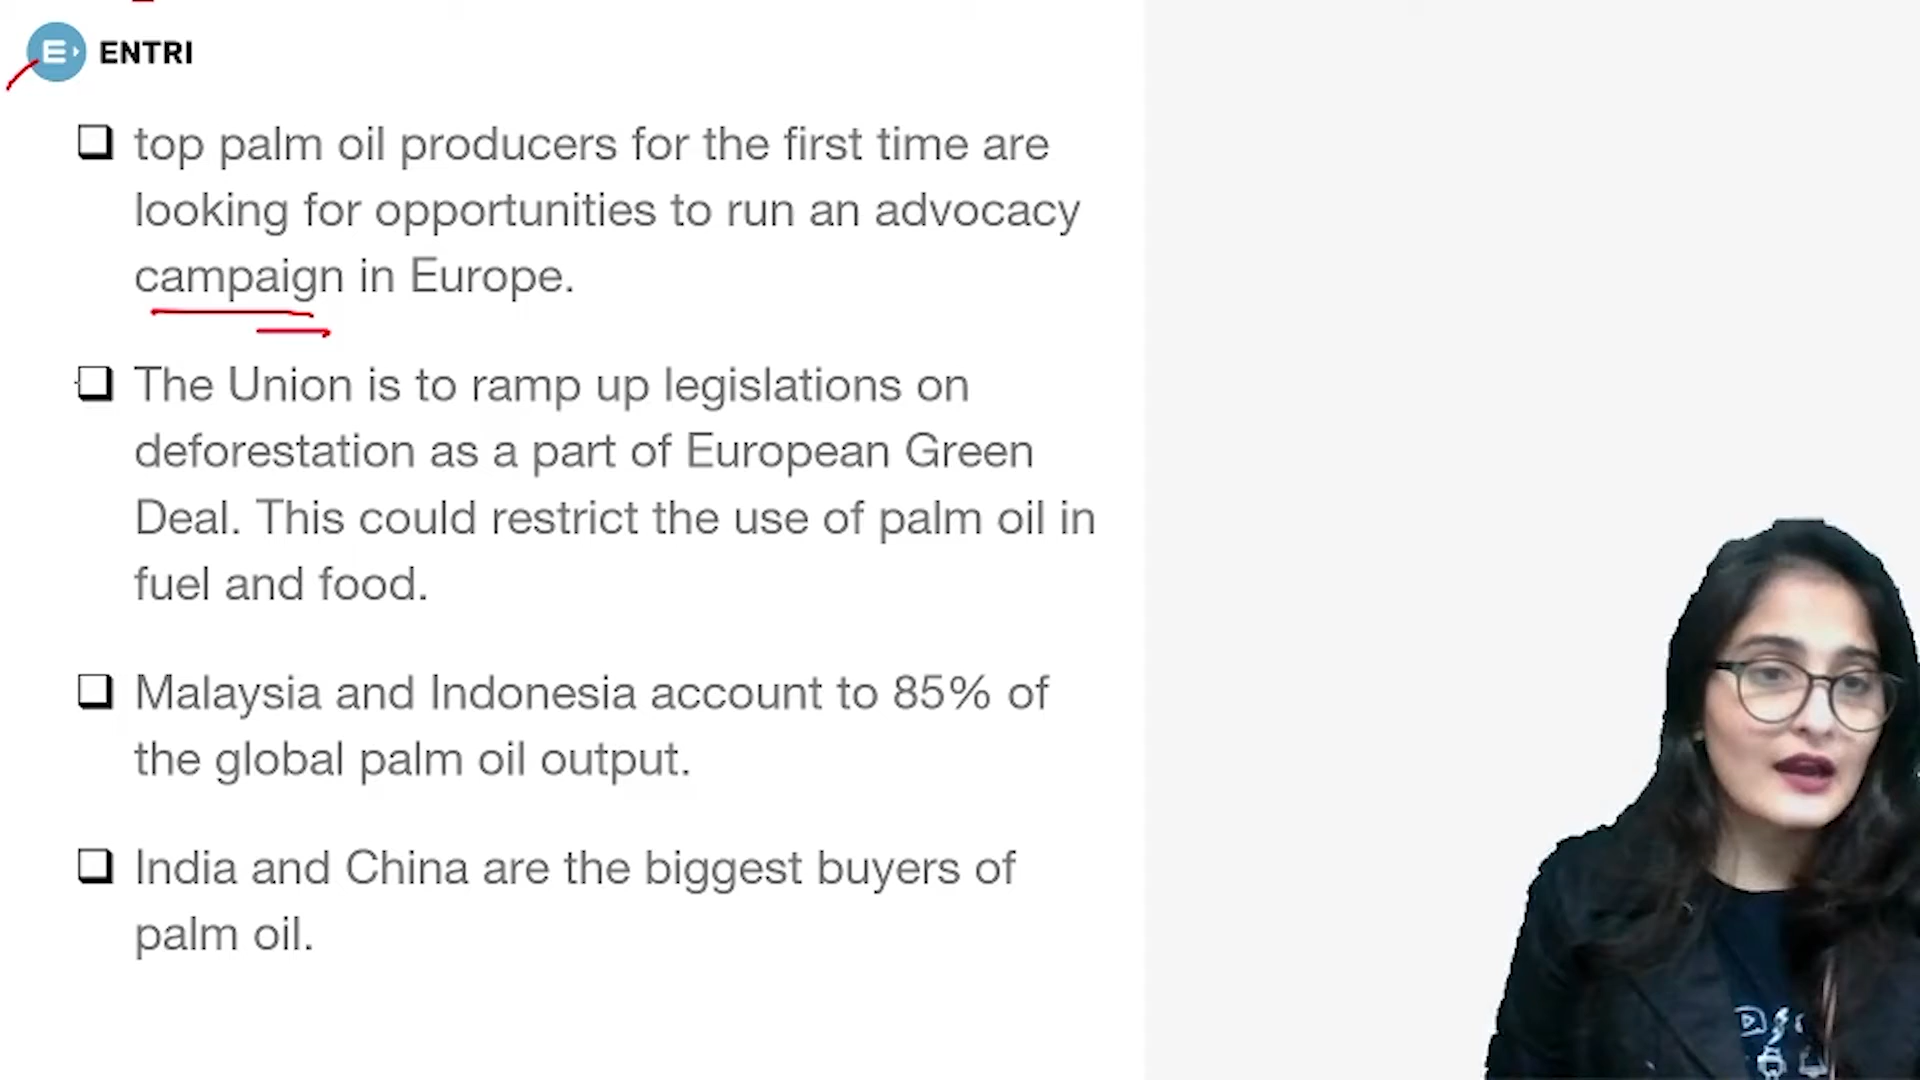 ENTRI
top palm oil producers for the first time are
looking for opportunities to run an advocacy
campaign in Europe.
The Union is to ramp up legislations on
deforestation as a part of European Green
Deal. This could restrict the use of palm oil in
fuel and food.
Malaysia and Indonesia account to 85% of
the global palm oil output.
India and China are the biggest buyers of
palm oil.